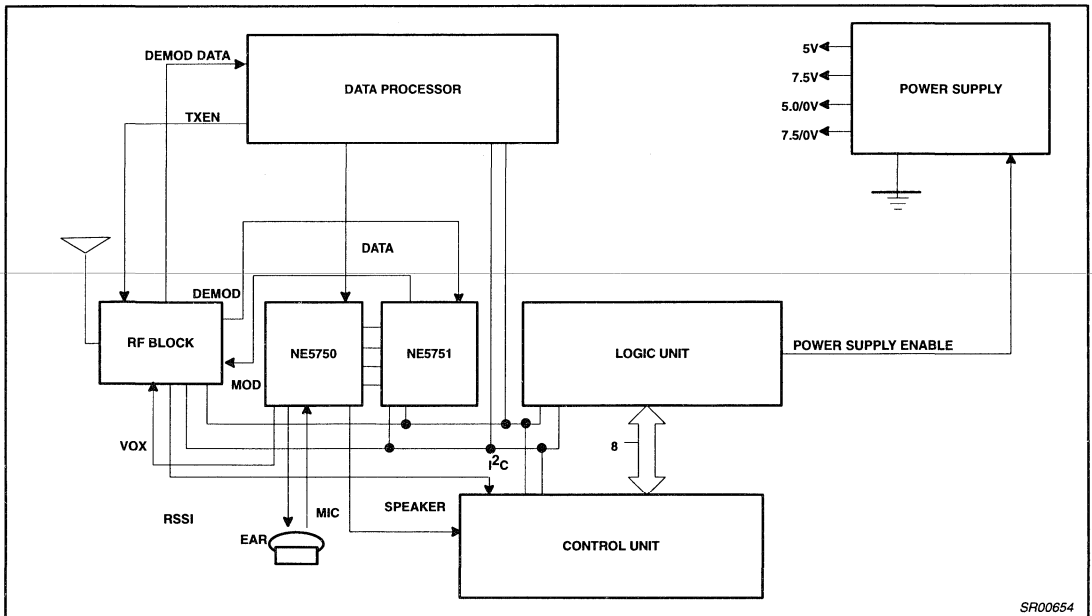 DEMOD DATA
TXEN
DATA PROCESSOR
5V
7.5V
5.0/0V
7.5/0V
POWER SUPPLY
DATA
DEMOD
RF BLOCK
NE5750
NE5751
LOGIC UNIT
POWER SUPPLY ENABLE
MOD
VOX
I²C
8
RSSI
EAR
MIC
SPEAKER
CONTROL UNIT
SR00654